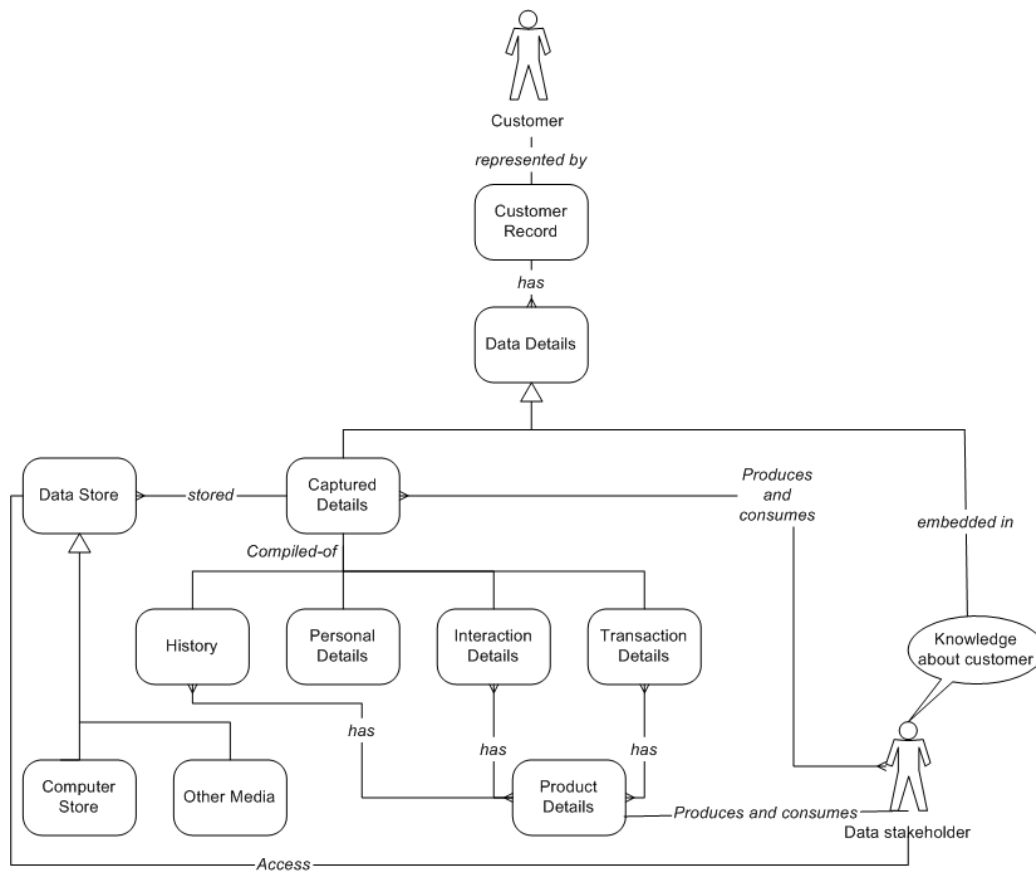 Customer
represented by
Customer
Record
has
Data Details
Data Store
stored
Captured
Details
Produces
and
consumes
embedded in
Compiled-of
History
Personal
Details
Interaction
Details
Transaction
Details
Knowledge
about customer
has
has
has
Computer
Store
Other Media
Product
Details
Produces and consumes
Data stakeholder
Access